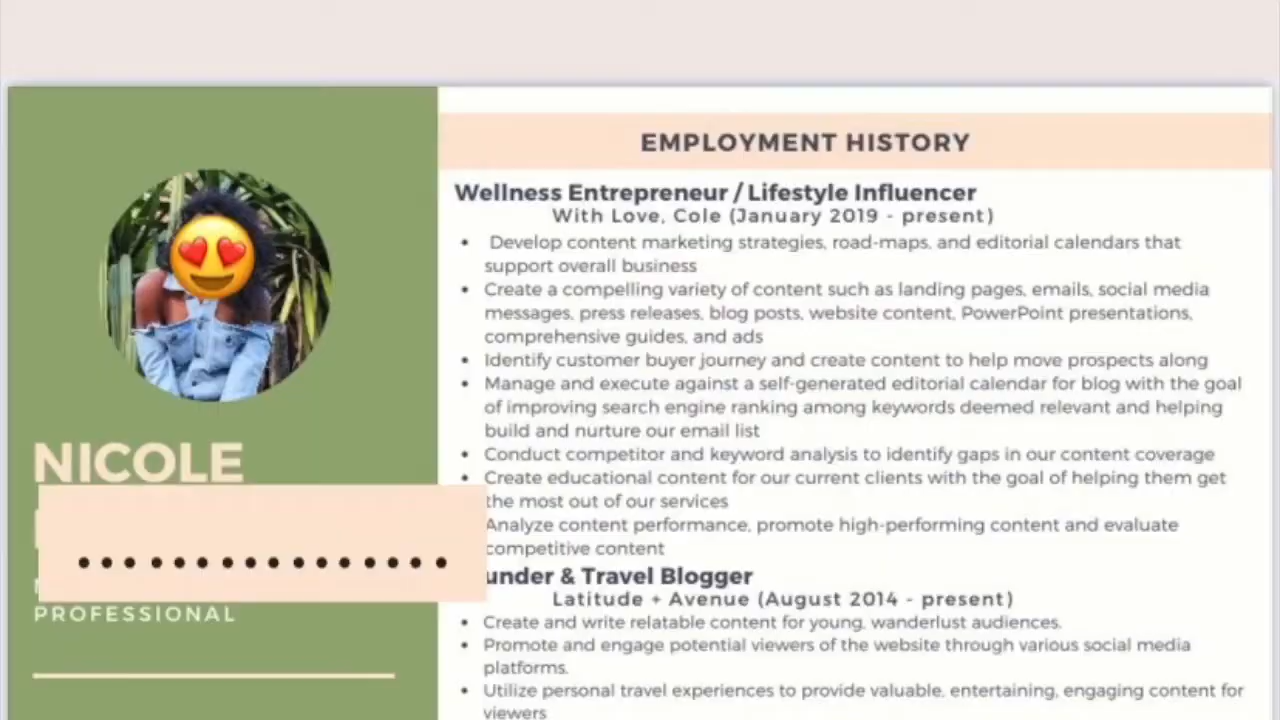 NICOLE
PROFESSIONAL
EMPLOYMENT HISTORY
Wellness Entrepreneur / Lifestyle Influencer
With Love, Cole (January 2019 - present)
• Develop content marketing strategies, road-maps, and editorial calendars that
support overall business
• Create a compelling variety of content such as landing pages, emails, social media
messages, press releases, blog posts, website content, PowerPoint presentations,
comprehensive guides, and ads
• Identify customer buyer journey and create content to help move prospects along
• Manage and execute against a self-generated editorial calendar for blog with the goal
of improving search engine ranking among keywords deemed relevant and helping
build and nurture our email list
• Conduct competitor and keyword analysis to identify gaps in our content coverage
• Create educational content for our current clients with the goal of helping them get
the most out of our services
Analyze content performance, promote high-performing content and evaluate
competitive content
under & Travel Blogger
Latitude + Avenue (August 2014 - present)
• Create and write relatable content for young, wanderlust audiences.
• Promote and engage potential viewers of the website through various social media
platforms.
• Utilize personal travel experiences to provide valuable, entertaining, engaging content for
viewers